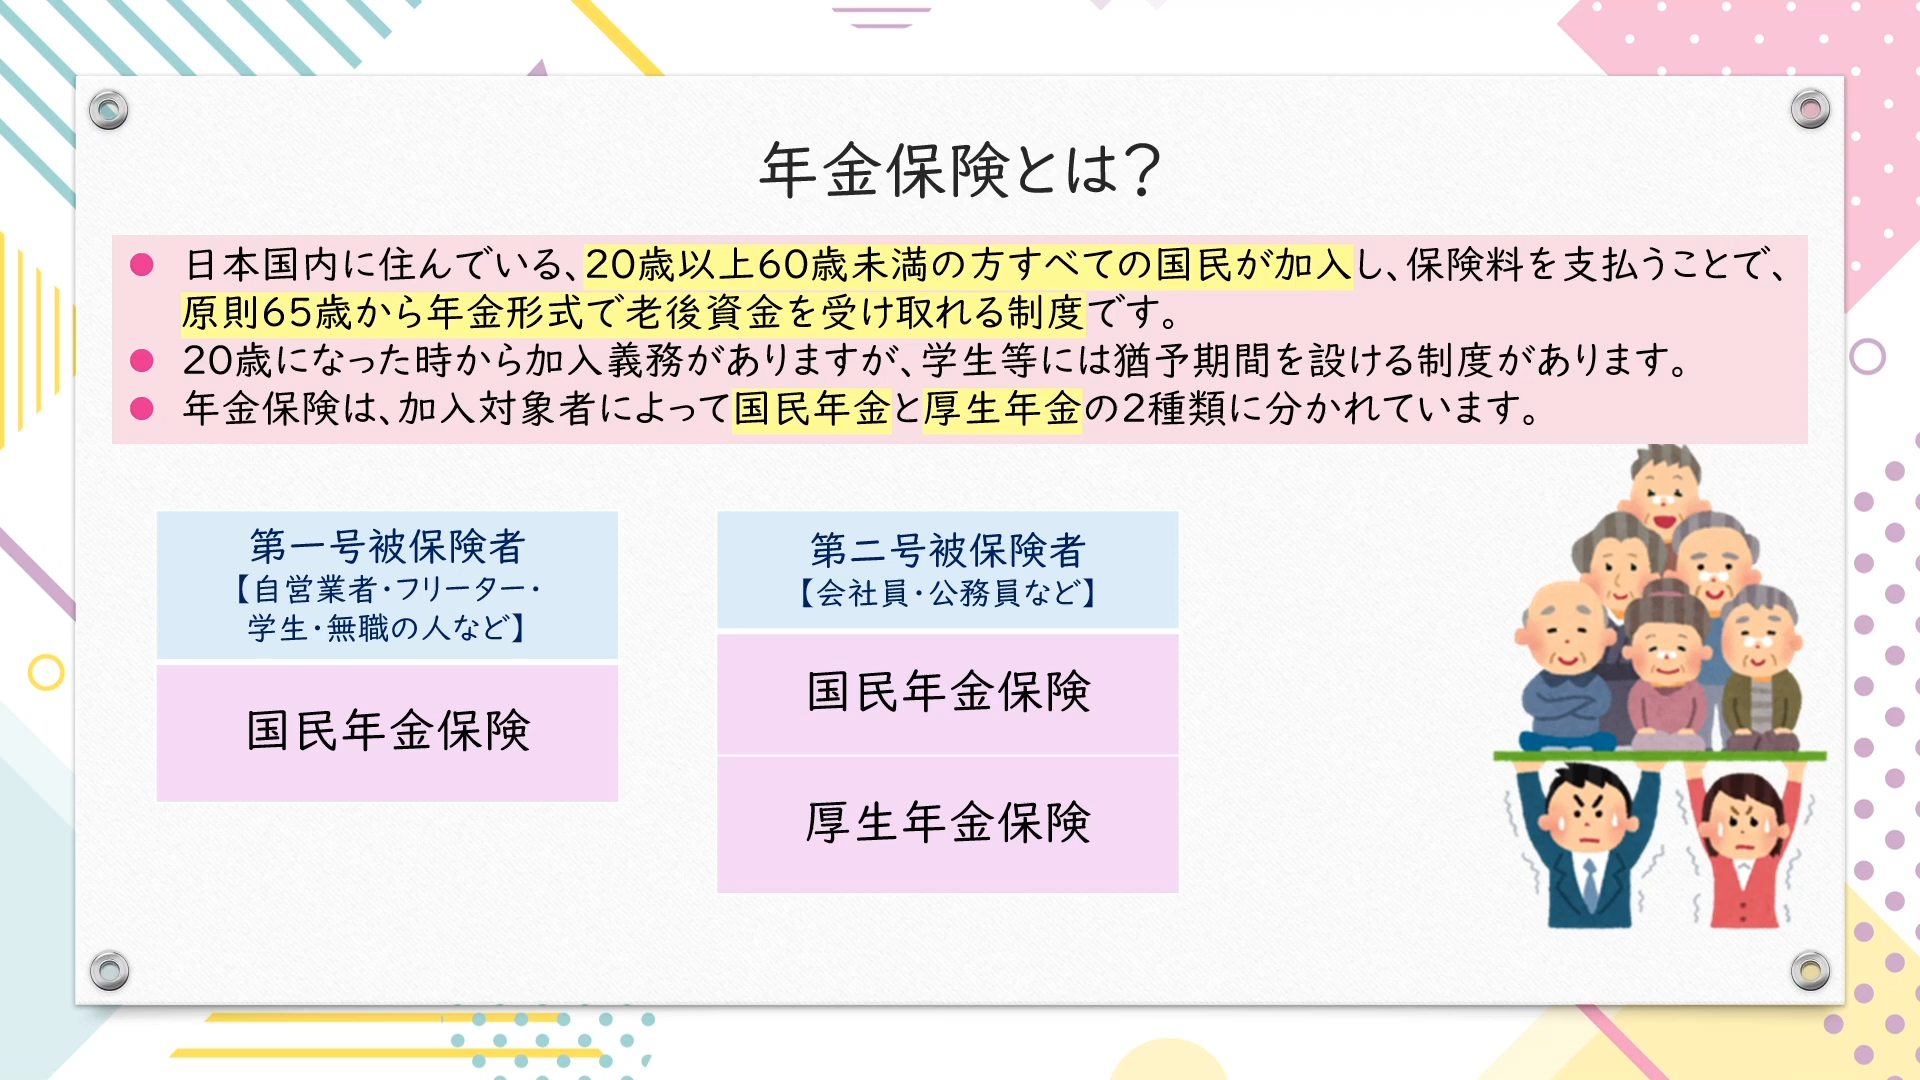 年金保険とは？
● 日本国内に住んでいる、20歳以上60歳未満の方すべての国民が加入し、保険料を支払うことで、
原則65歳から年金形式で老後資金を受け取れる制度です。
● 20歳になった時から加入義務がありますが、学生等には猶予期間を設ける制度があります。
● 年金保険は、加入対象者によって国民年金と厚生年金の2種類に分かれています。
第一号被保険者
【自営業者・フリーター・
学生・無職の人など】
国民年金保険
第二号被保険者
【会社員・公務員など】
国民年金保険
厚生年金保険